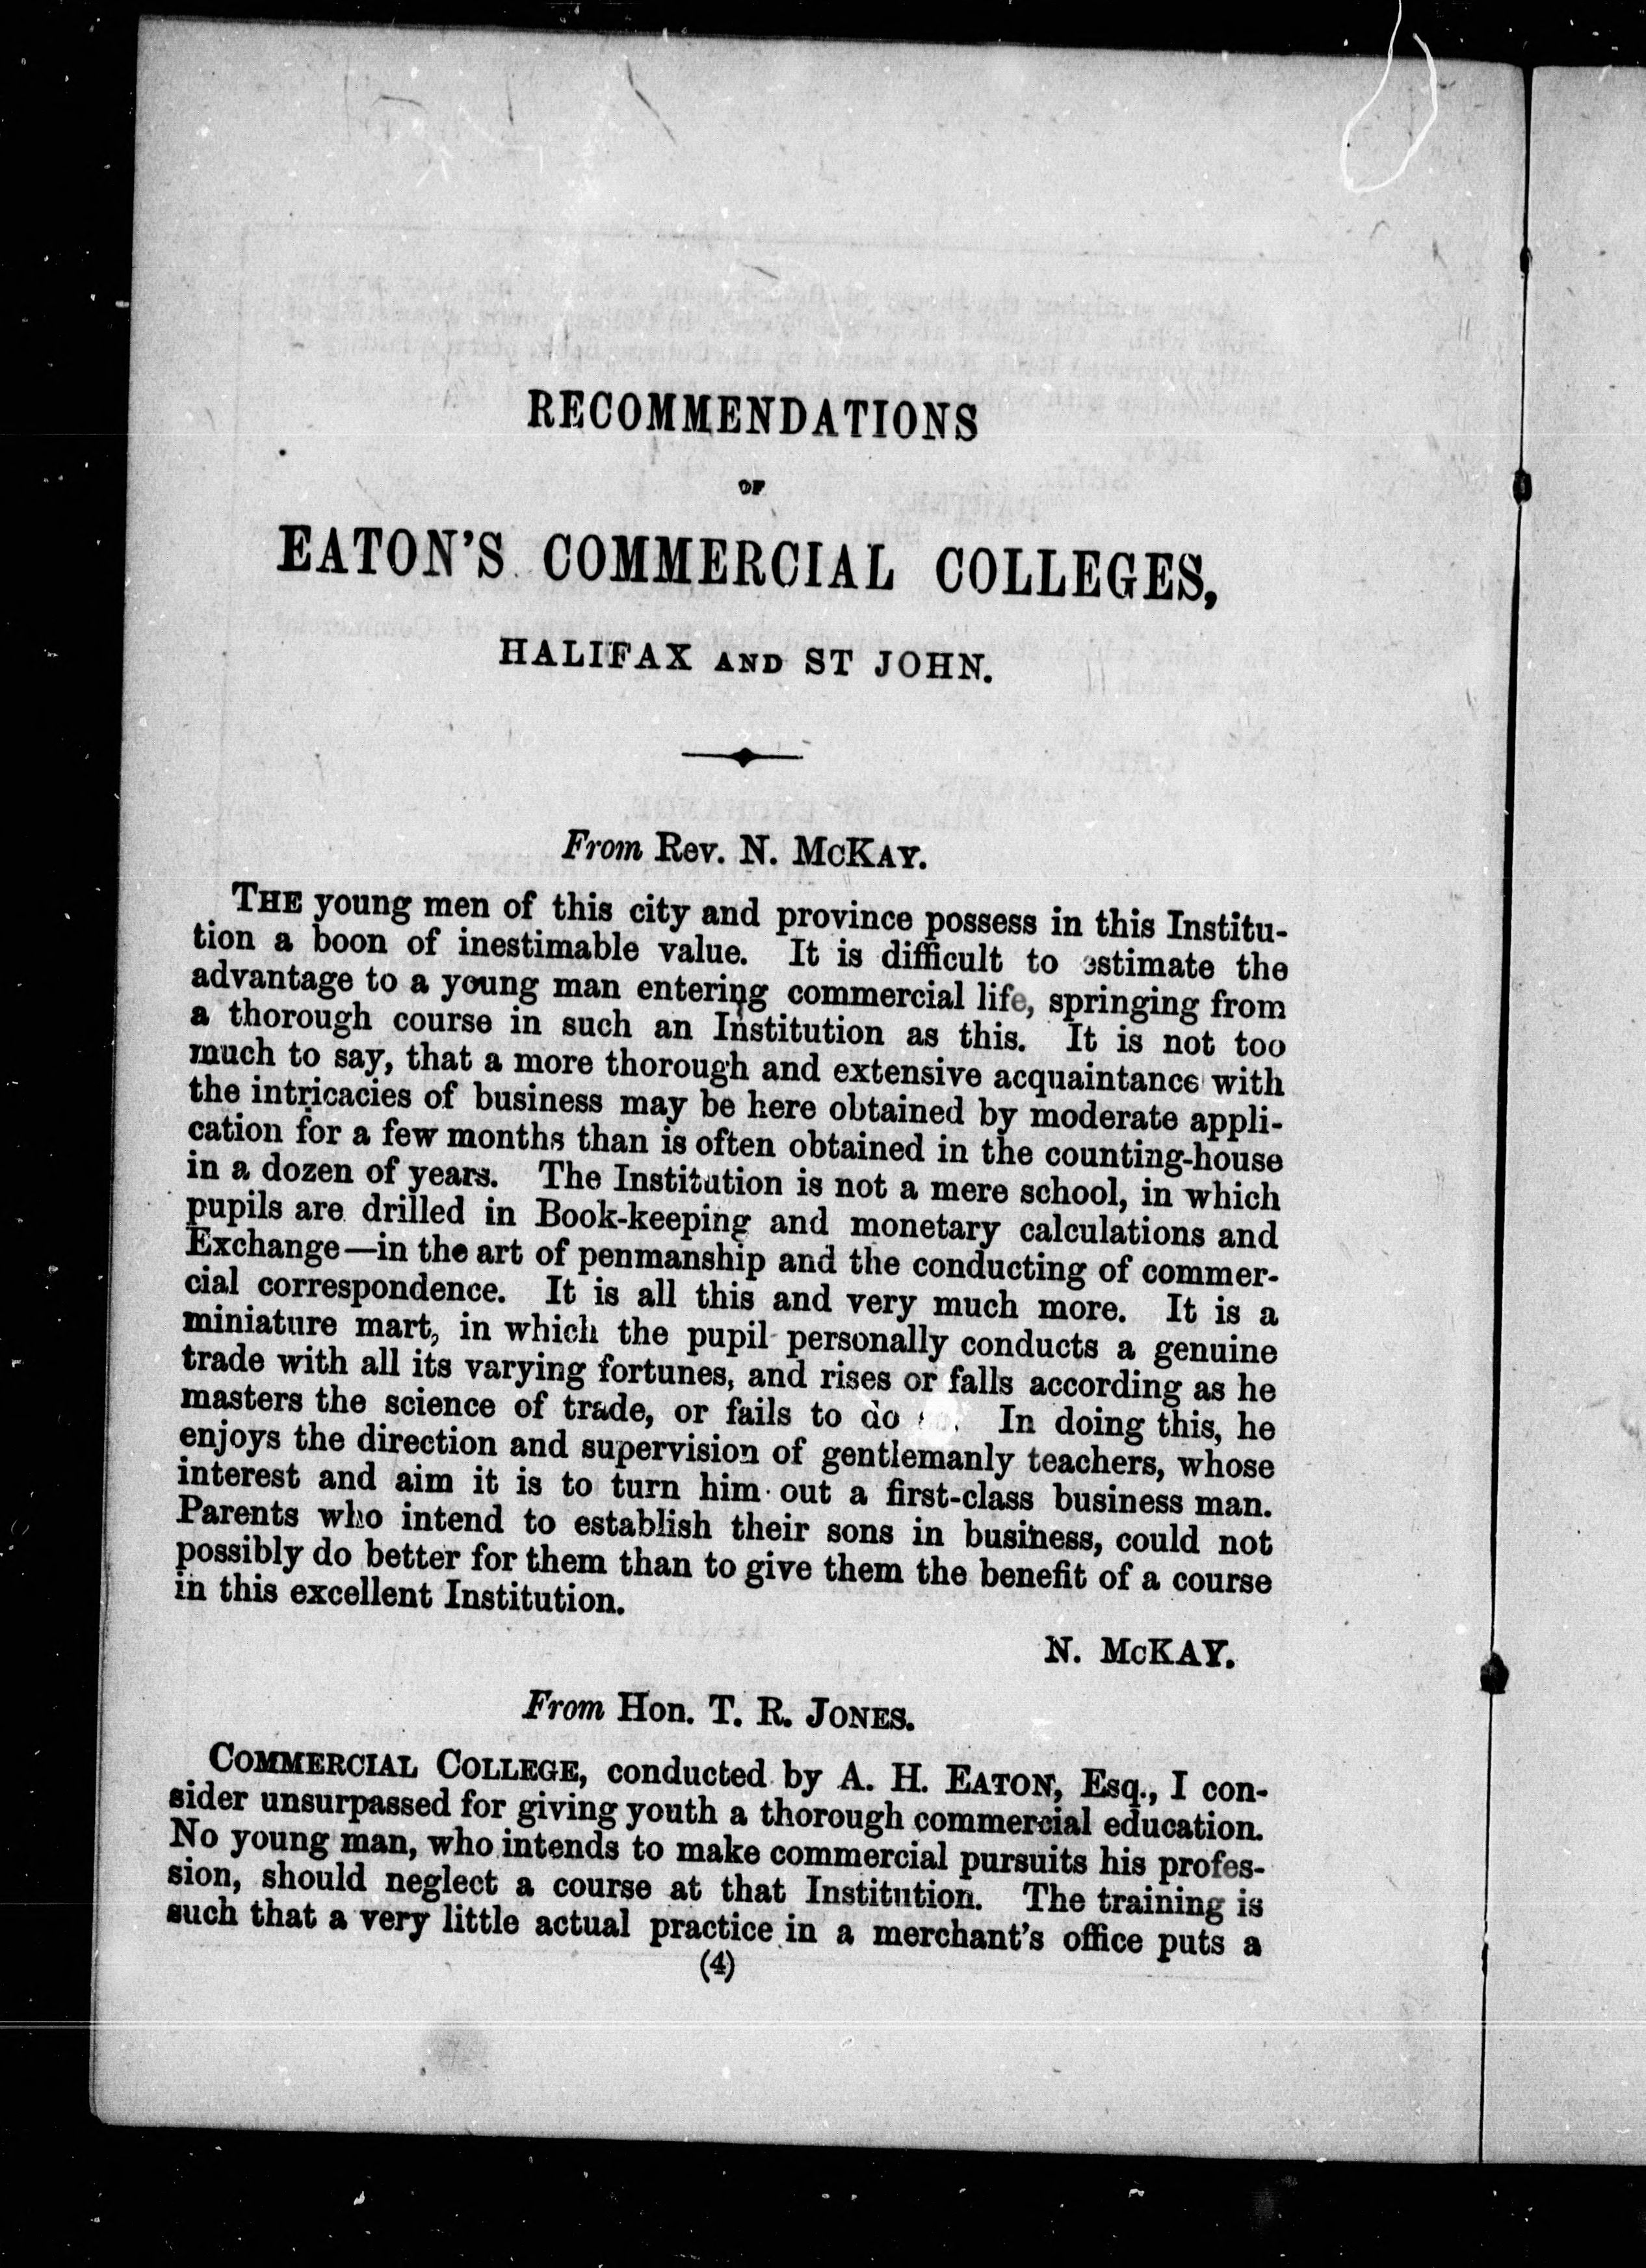 RECOMMENDATIONS
OF
EATON'S COMMERCIAL COLLEGES,
HALIFAX AND ST JOHN.
From Rev. N. McKAY.
THE young men of this city and province possess in this Institu-
tion a boon of inestimable value. It is difficult to estimate the
advantage to a young man entering commercial life, springing from
a thorough course in such an Institution as this. It is not too
much to say, that a more thorough and extensive acquaintance with
the intricacies of business may be here obtained by moderate appli-
cation for a few months than is often obtained in the counting-house
in a dozen of years. The Institution is not a mere school, in which
pupils are drilled in Book-keeping and monetary calculations and
Exchange—in the art of penmanship and the conducting of commer-
cial correspondence. It is all this and very much more. It is a
miniature mart, in which the pupil personally conducts a genuine
trade with all its varying fortunes, and rises or falls according as he
masters the science of trade, or fails to do so. In doing this, he
enjoys the direction and supervision of gentlemanly teachers, whose
interest and aim it is to turn him out a first-class business man.
Parents who intend to establish their sons in business, could not
possibly do better for them than to give them the benefit of a course
in this excellent Institution.
N. McKAY.
From Hon. T. R. JONES.
COMMERCIAL COLLEGE, conducted by A. H. EATON, Esq., I con-
sider unsurpassed for giving youth a thorough commercial education.
No young man, who intends to make commercial pursuits his profes-
sion, should neglect a course at that Institution. The training is
such that a very little actual practice in a merchant's office puts a
(4)